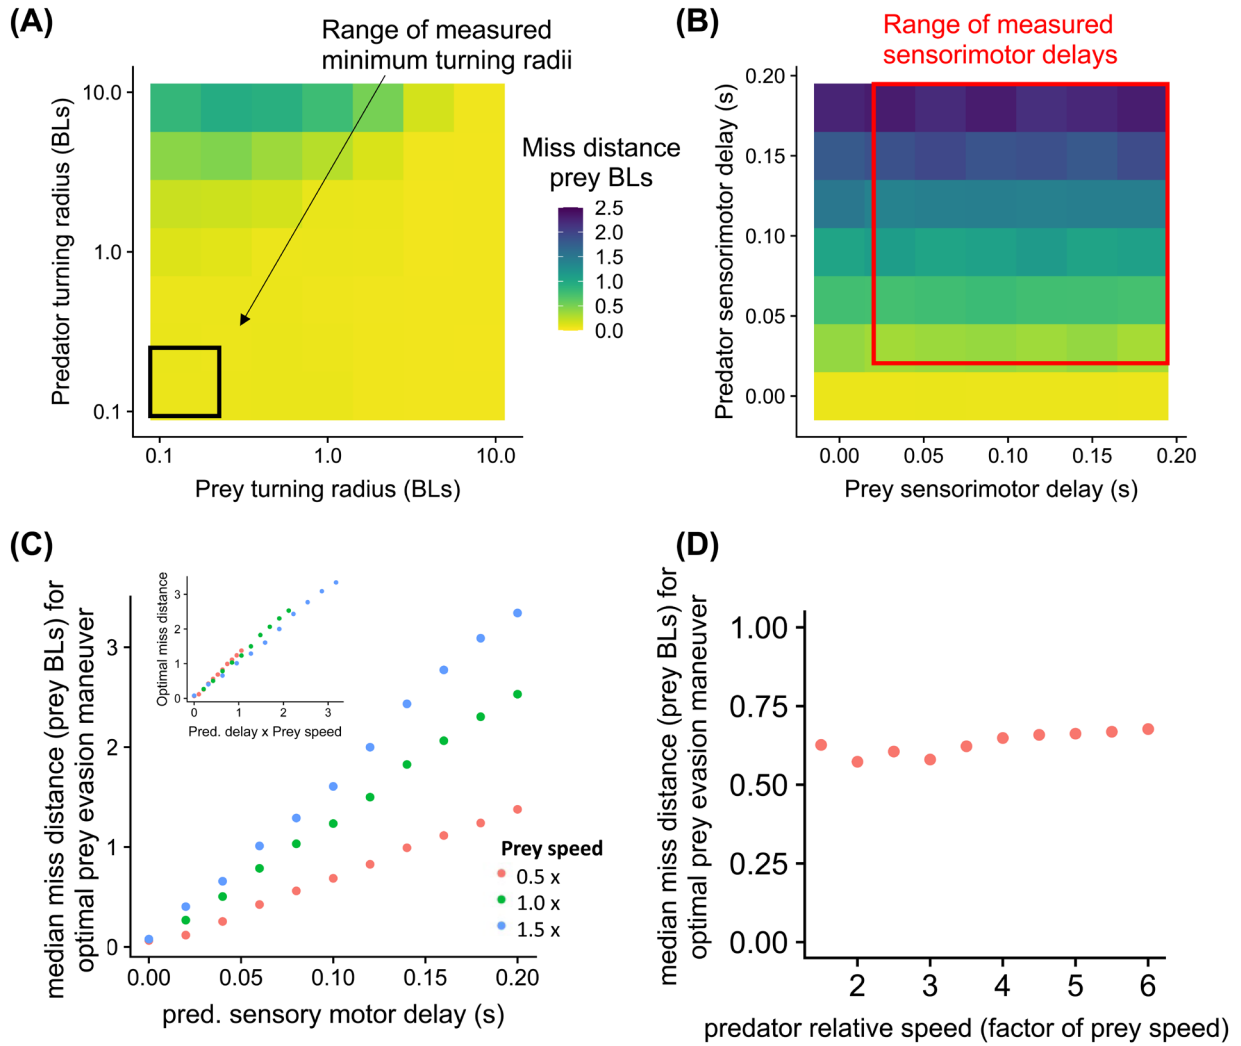 (A)
Range of measured
minimum turning radii
Predator turning radius (BLs)
10.0
1.0
0.1
0.1 1.0 10.0
Prey turning radius (BLs)
Miss distance
prey BLs
2.5
2.0
1.5
1.0
0.5
0.0
(B)
Range of measured
sensorimotor delays
Predator sensorimotor delay (s)
0.20
0.15
0.10
0.05
0.00
0.00 0.05 0.10 0.15 0.20
Prey sensorimotor delay (s)
(C)
median miss distance (prey BLs) for
optimal prey evasion maneuver
3
2
1
0
0.00 0.05 0.10 0.15 0.20
pred. sensory motor delay (s)
Optimal miss distance
3
2
1
0
0 1 2 3
Pred. delay x Prey speed
Prey speed
0.5 x
1.0 x
1.5 x
(D)
median miss distance (prey BLs) for
optimal prey evasion maneuver
1.00
0.75
0.50
0.25
0.00
2 3 4 5 6
predator relative speed (factor of prey speed)